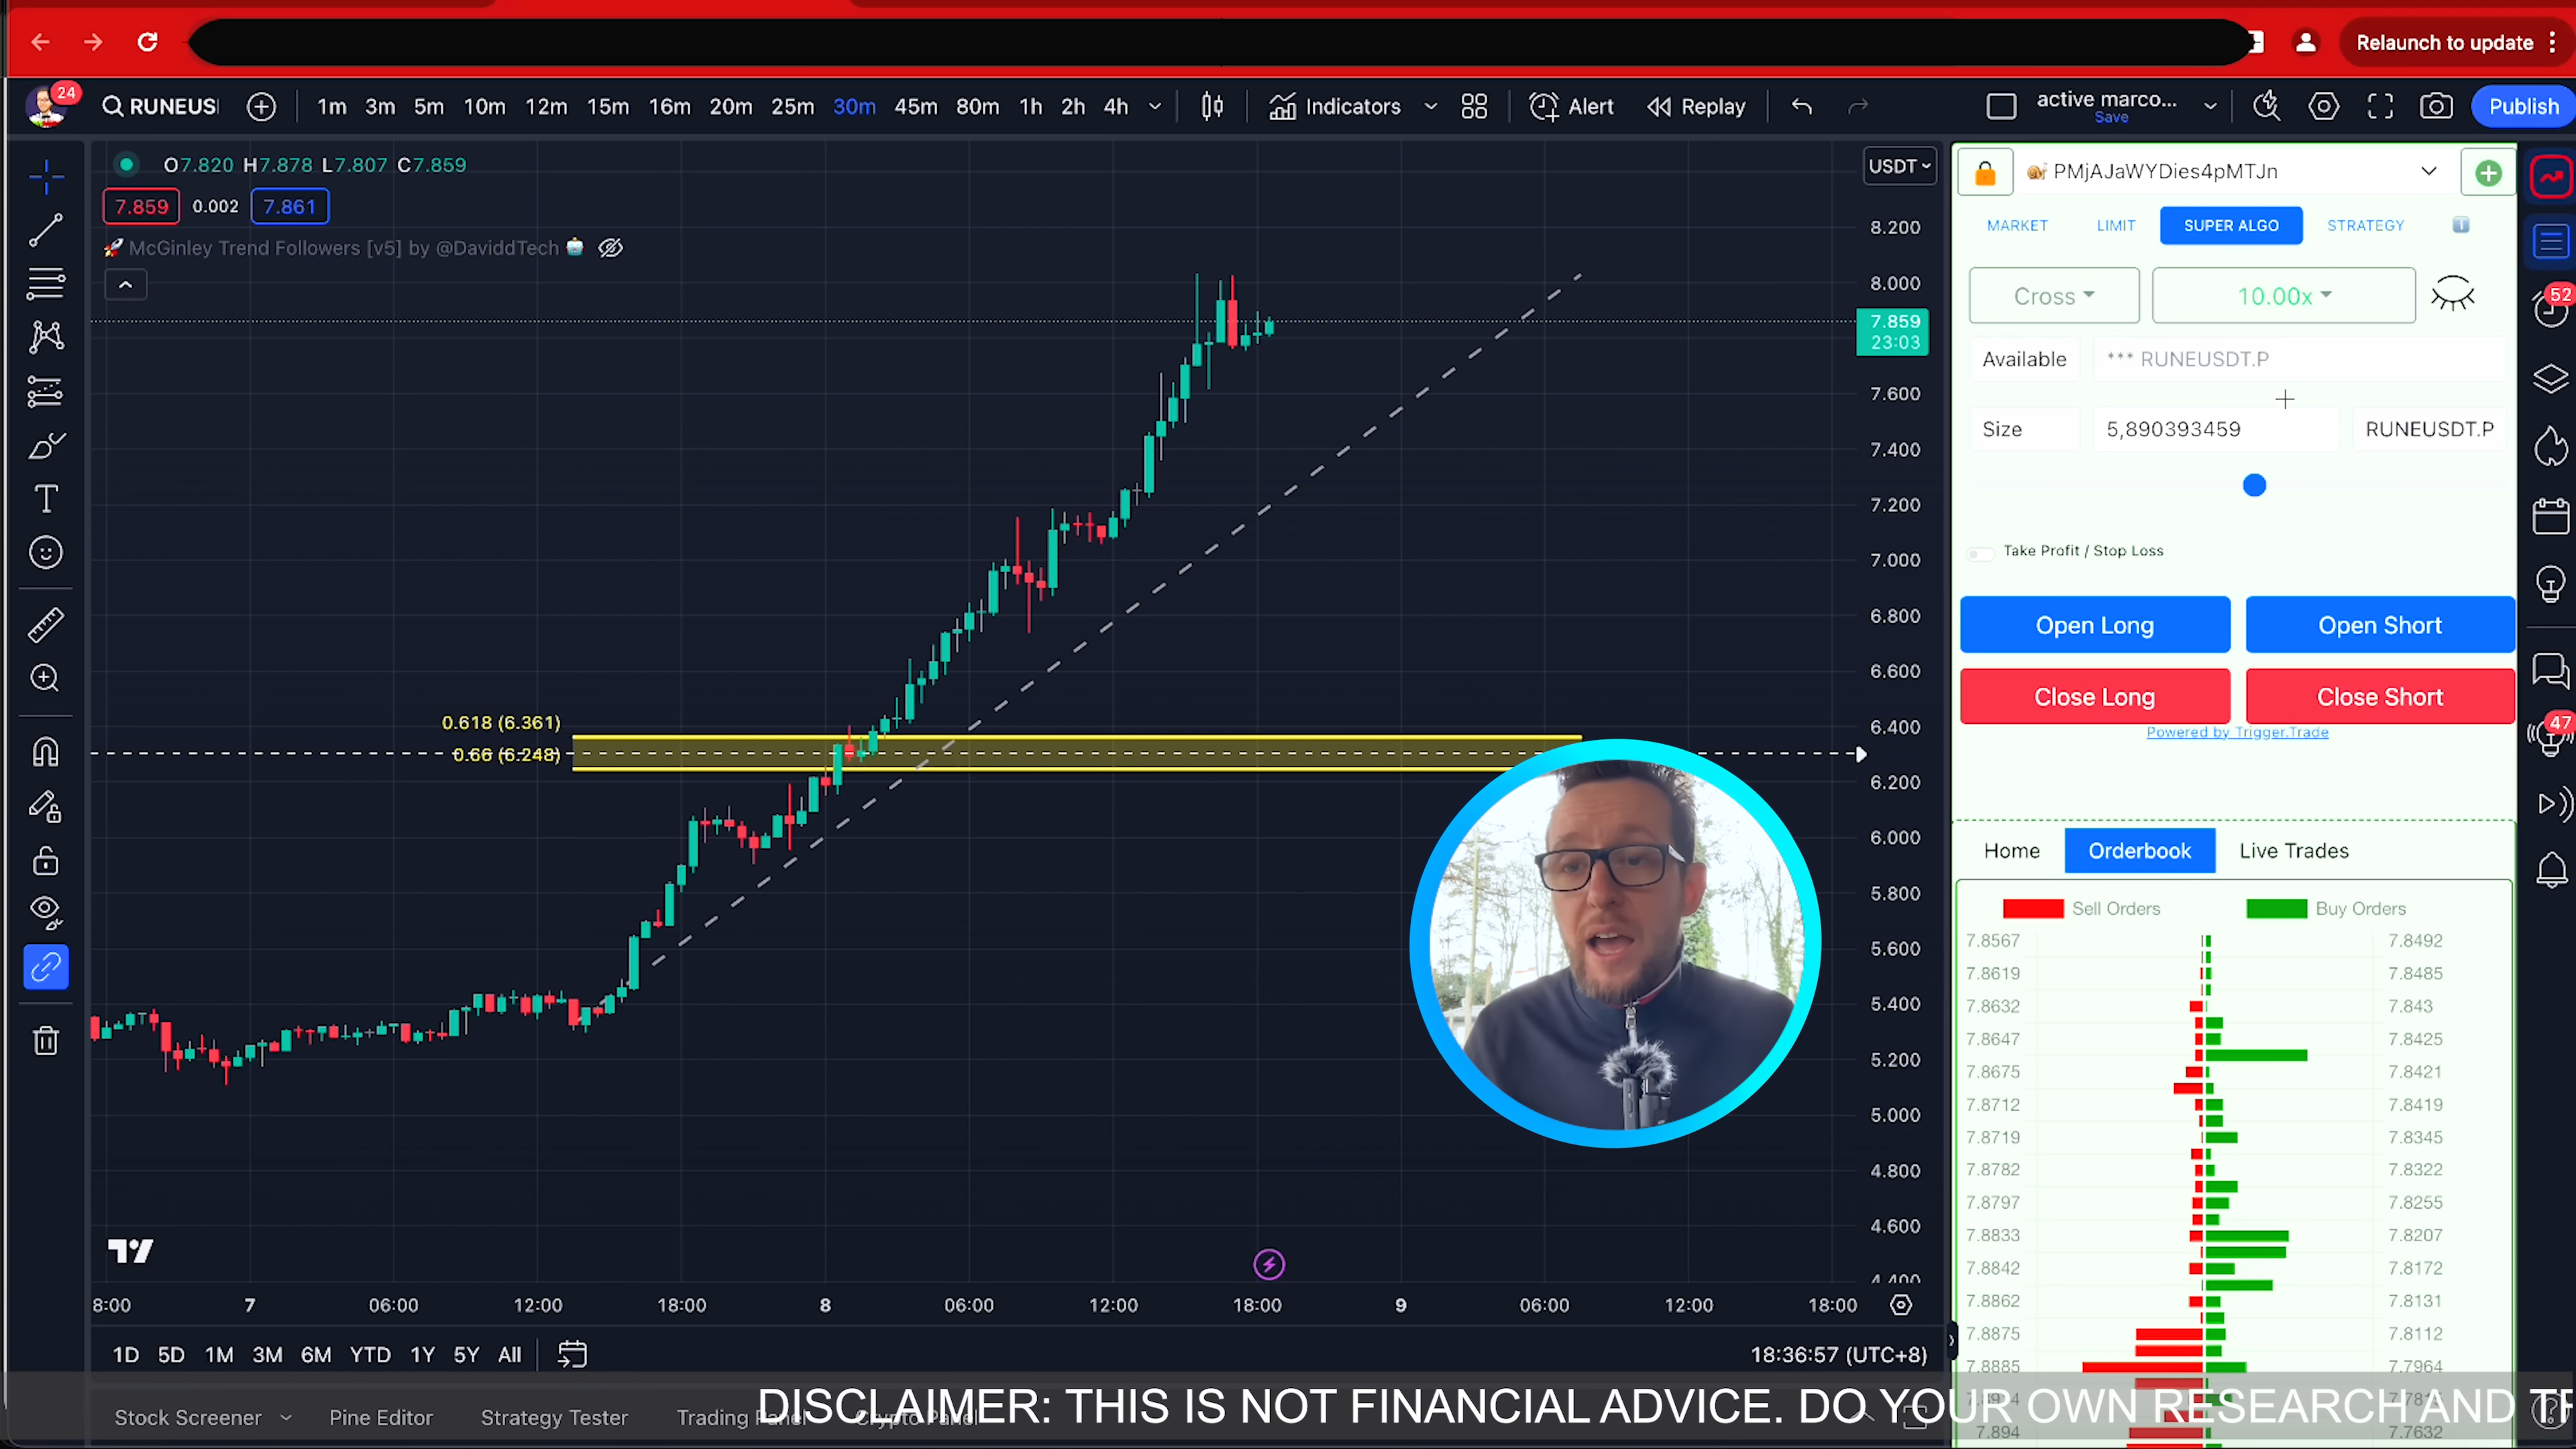 Relaunch to update
24
RUNEUS
1m 3m 5m 10m 12m 15m 16m 20m 25m 30m 45m 80m 1h 2h 4h
Indicators
Alert
Replay
active marco...
Save
Publish
O7.820 H7.878 L7.807 C7.859
7.859 0.002 7.861
McGinley Trend Followers [v5] by @DaviddTech
USDT
8.200
8.000
7.859
23:03
7.600
7.400
7.200
7.000
6.800
6.600
6.400
6.200
6.000
5.800
5.600
5.400
5.200
5.000
4.800
4.600
4.400
0.618 (6.361)
0.66 (6.248)
8:00 7 06:00 12:00 18:00 8 06:00 12:00 18:00 9 06:00 12:00 18:00
1D 5D 1M 3M 6M YTD 1Y 5Y All
18:36:57 (UTC+8)
Stock Screener Pine Editor Strategy Tester Trading
DISCLAIMER: THIS IS NOT FINANCIAL ADVICE. DO YOUR OWN RESEARCH AND
PMjAJaWYDies4pMTJn
MARKET LIMIT SUPER ALGO STRATEGY
Cross 10.00x
Available *** RUNEUSDT.P
Size 5,890393459 RUNEUSDT.P
Take Profit / Stop Loss
Open Long Open Short
Close Long Close Short
Powered by Trigger.Trade
Home Orderbook Live Trades
Sell Orders Buy Orders
7.8567 7.8492
7.8619 7.8485
7.8632 7.843
7.8647 7.8425
7.8675 7.8421
7.8712 7.8419
7.8719 7.8345
7.8782 7.8322
7.8797 7.8255
7.8833 7.8207
7.8842 7.8172
7.8862 7.8131
7.8875 7.8112
7.8885 7.7964
7.894 7.7632
52
47